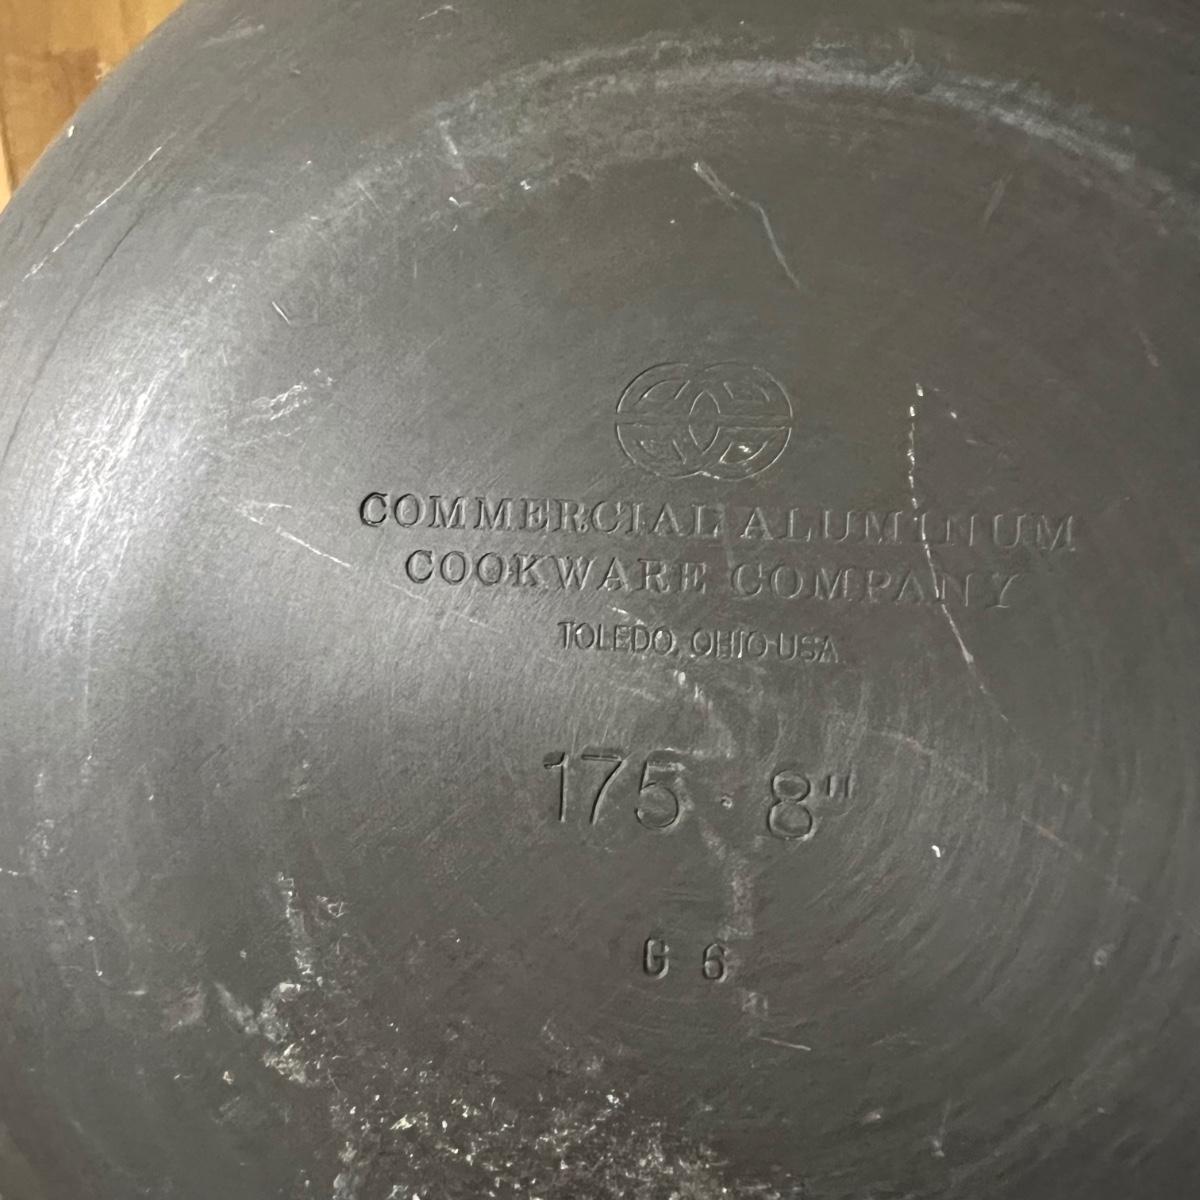 COMMERCIAL ALUMINUM
COOKWARE COMPANY
TOLEDO, OHIO-USA
175 · 8"
G 6